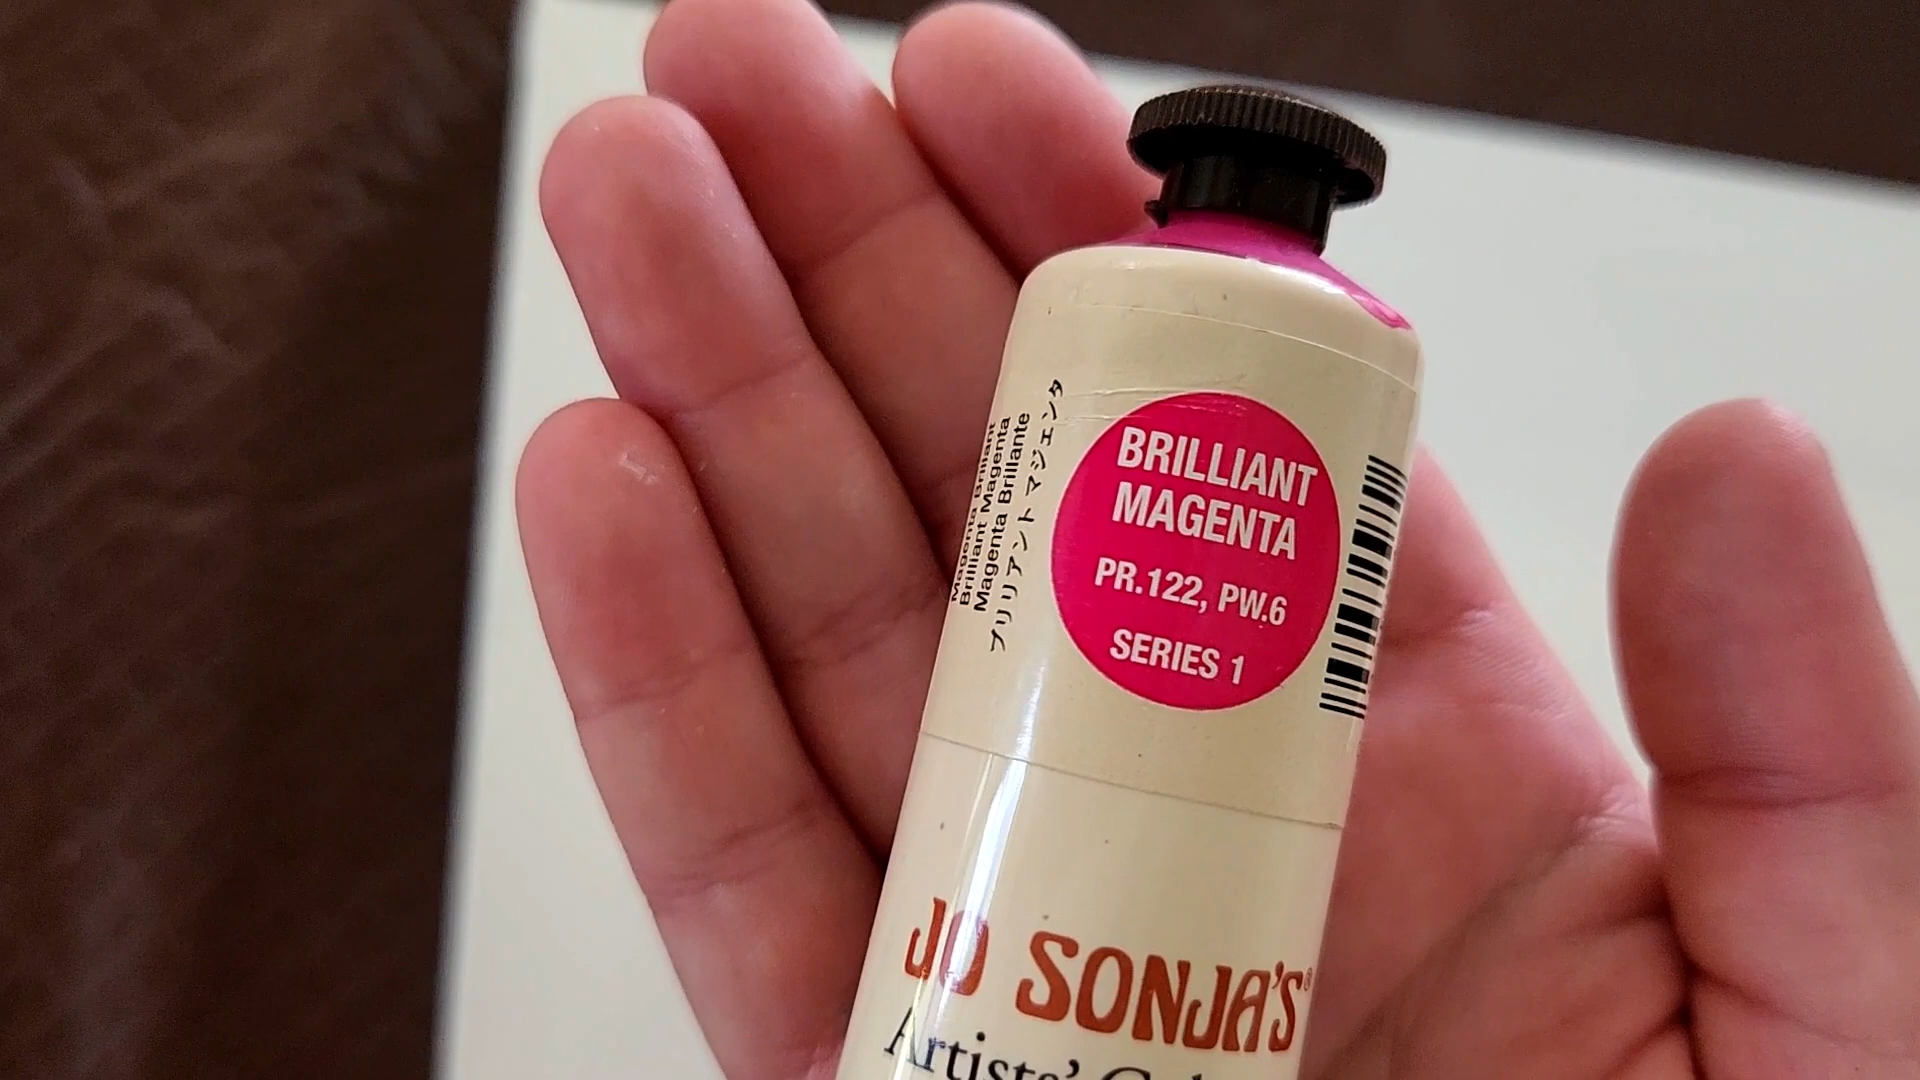 Magenta Brillant
Brilliant Magenta
Magenta Brillante
ブリリアント マジェンタ
BRILLIANT
MAGENTA
PR.122, PW.6
SERIES 1
JO SONJA'S®
Artists'